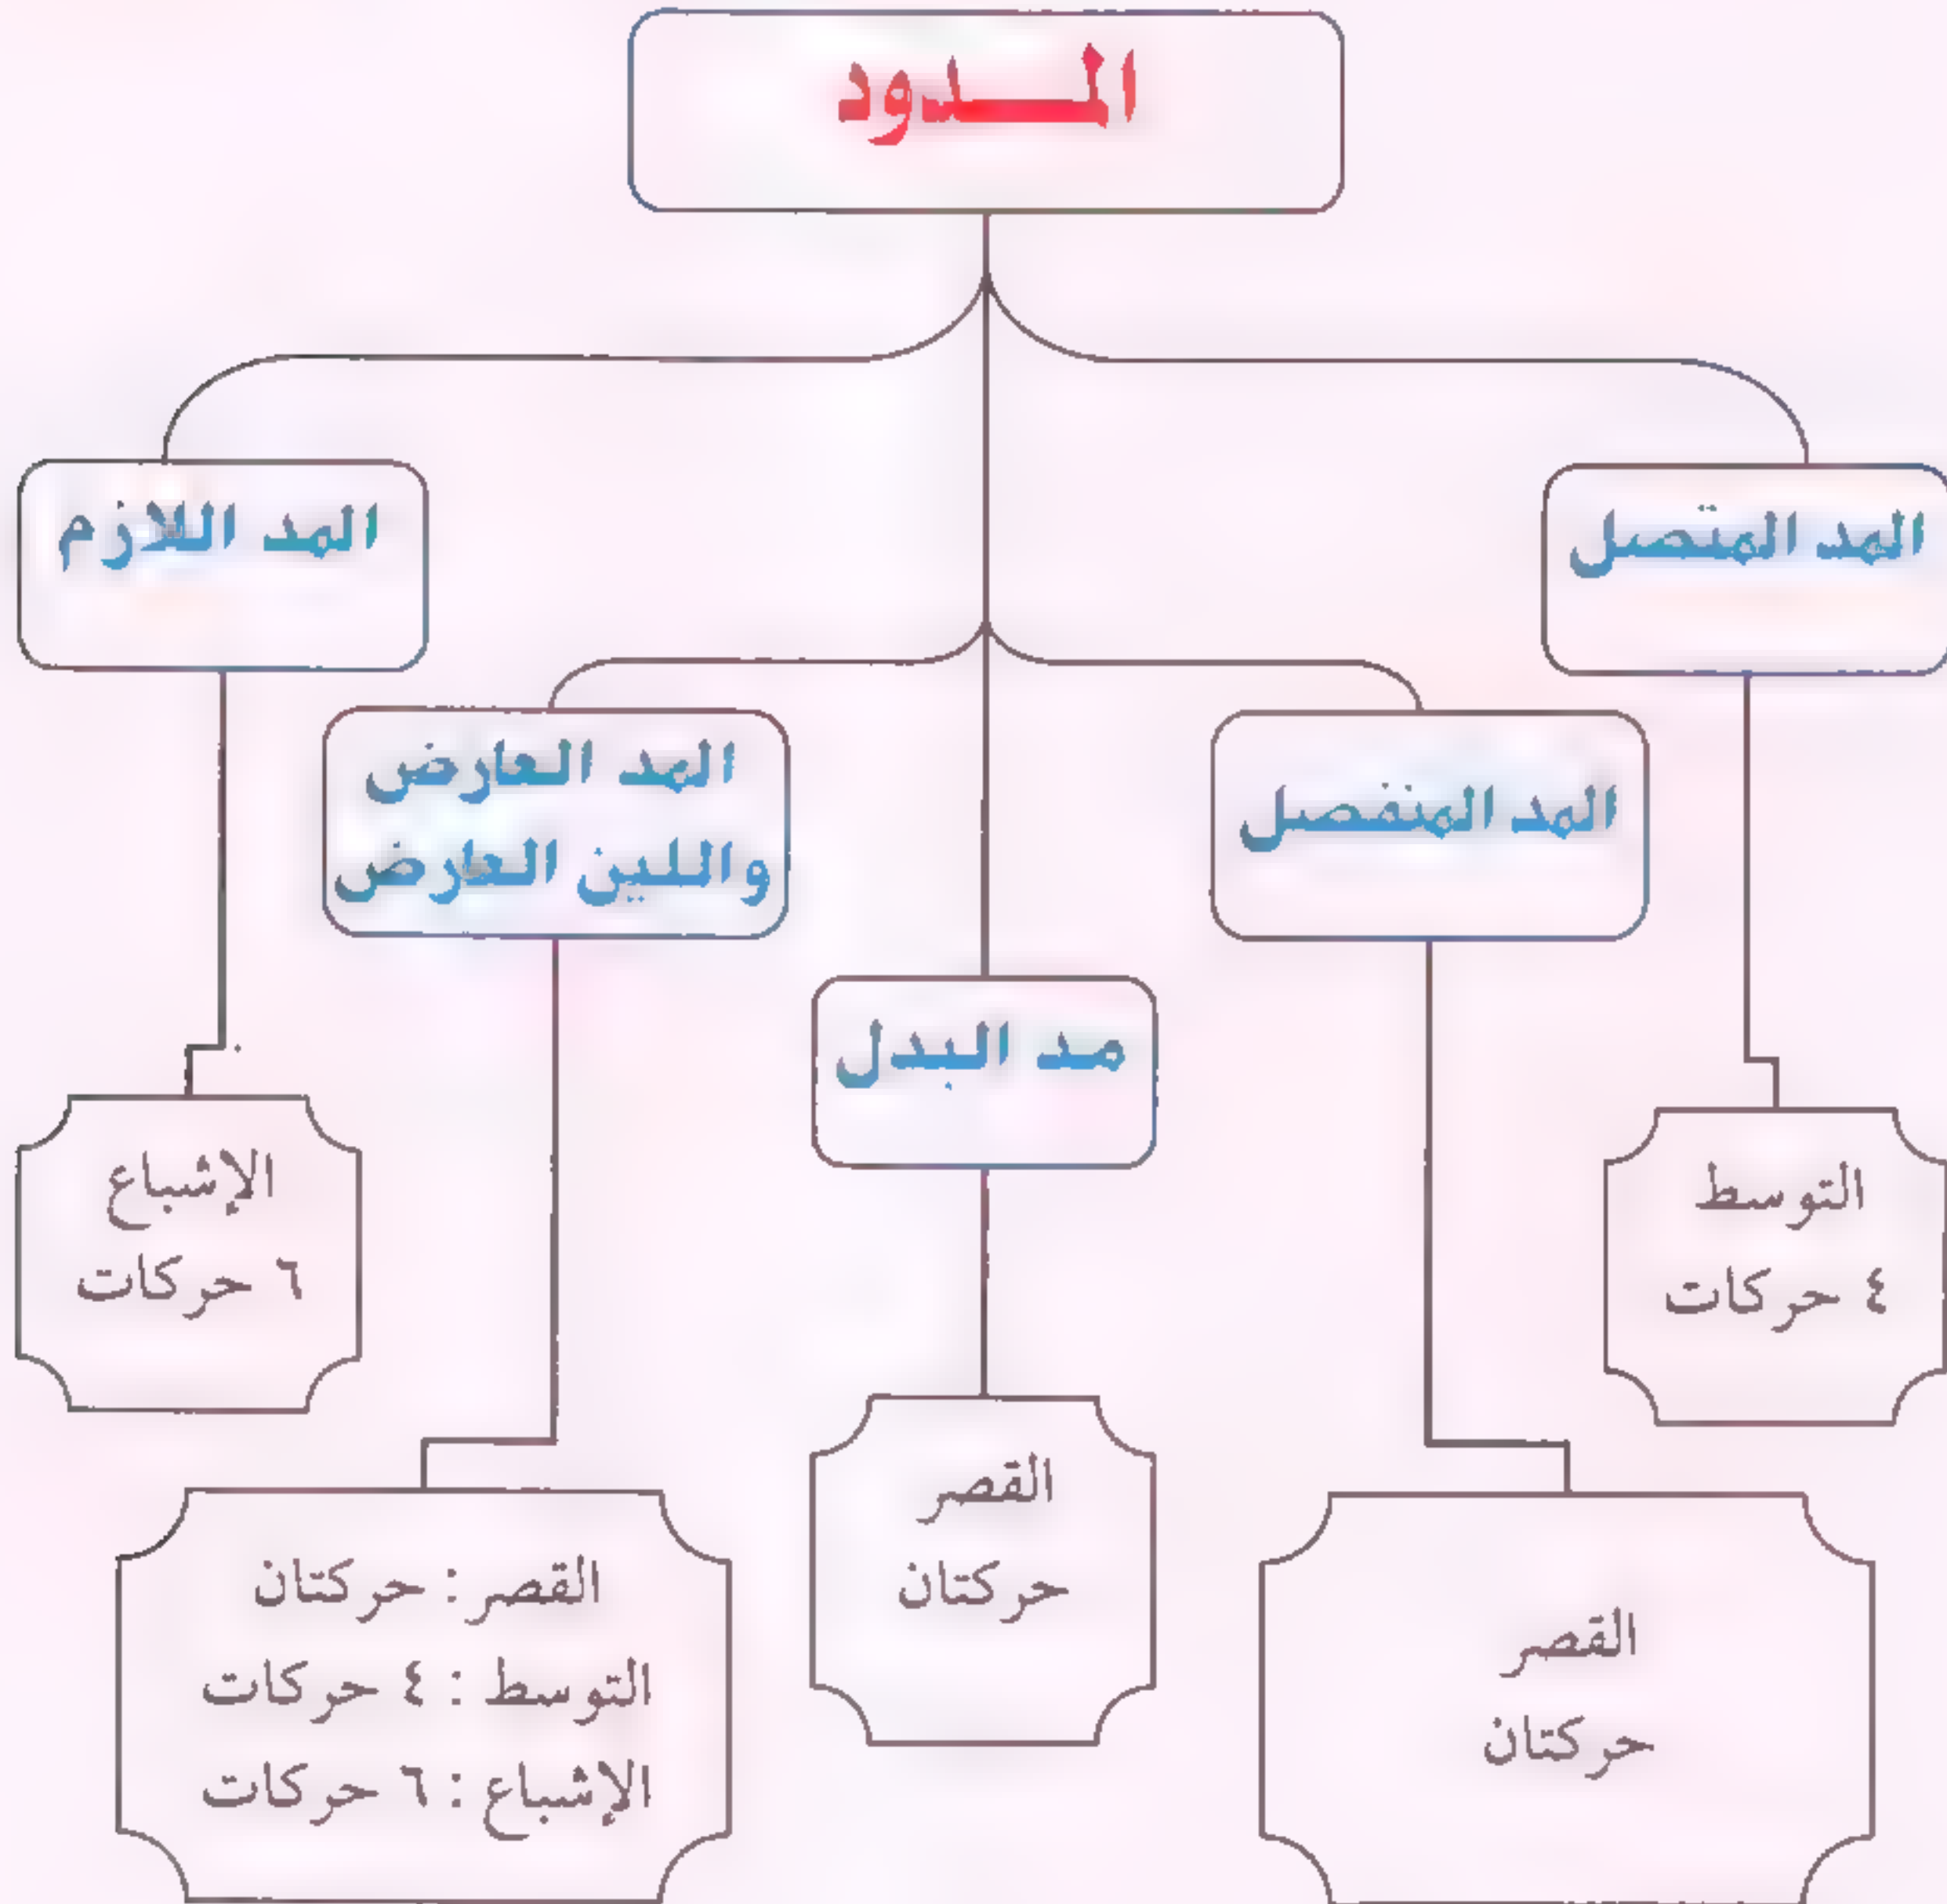 المدود
المد المتصل
المد اللازم
المد المنفصل
المد العارض
واللين العارض
مد البدل
التوسط
٤ حركات
الإشباع
٦ حركات
القصر
حركتان
القصر
حركتان
القصر : حركتان
التوسط : ٤ حركات
الإشباع : ٦ حركات